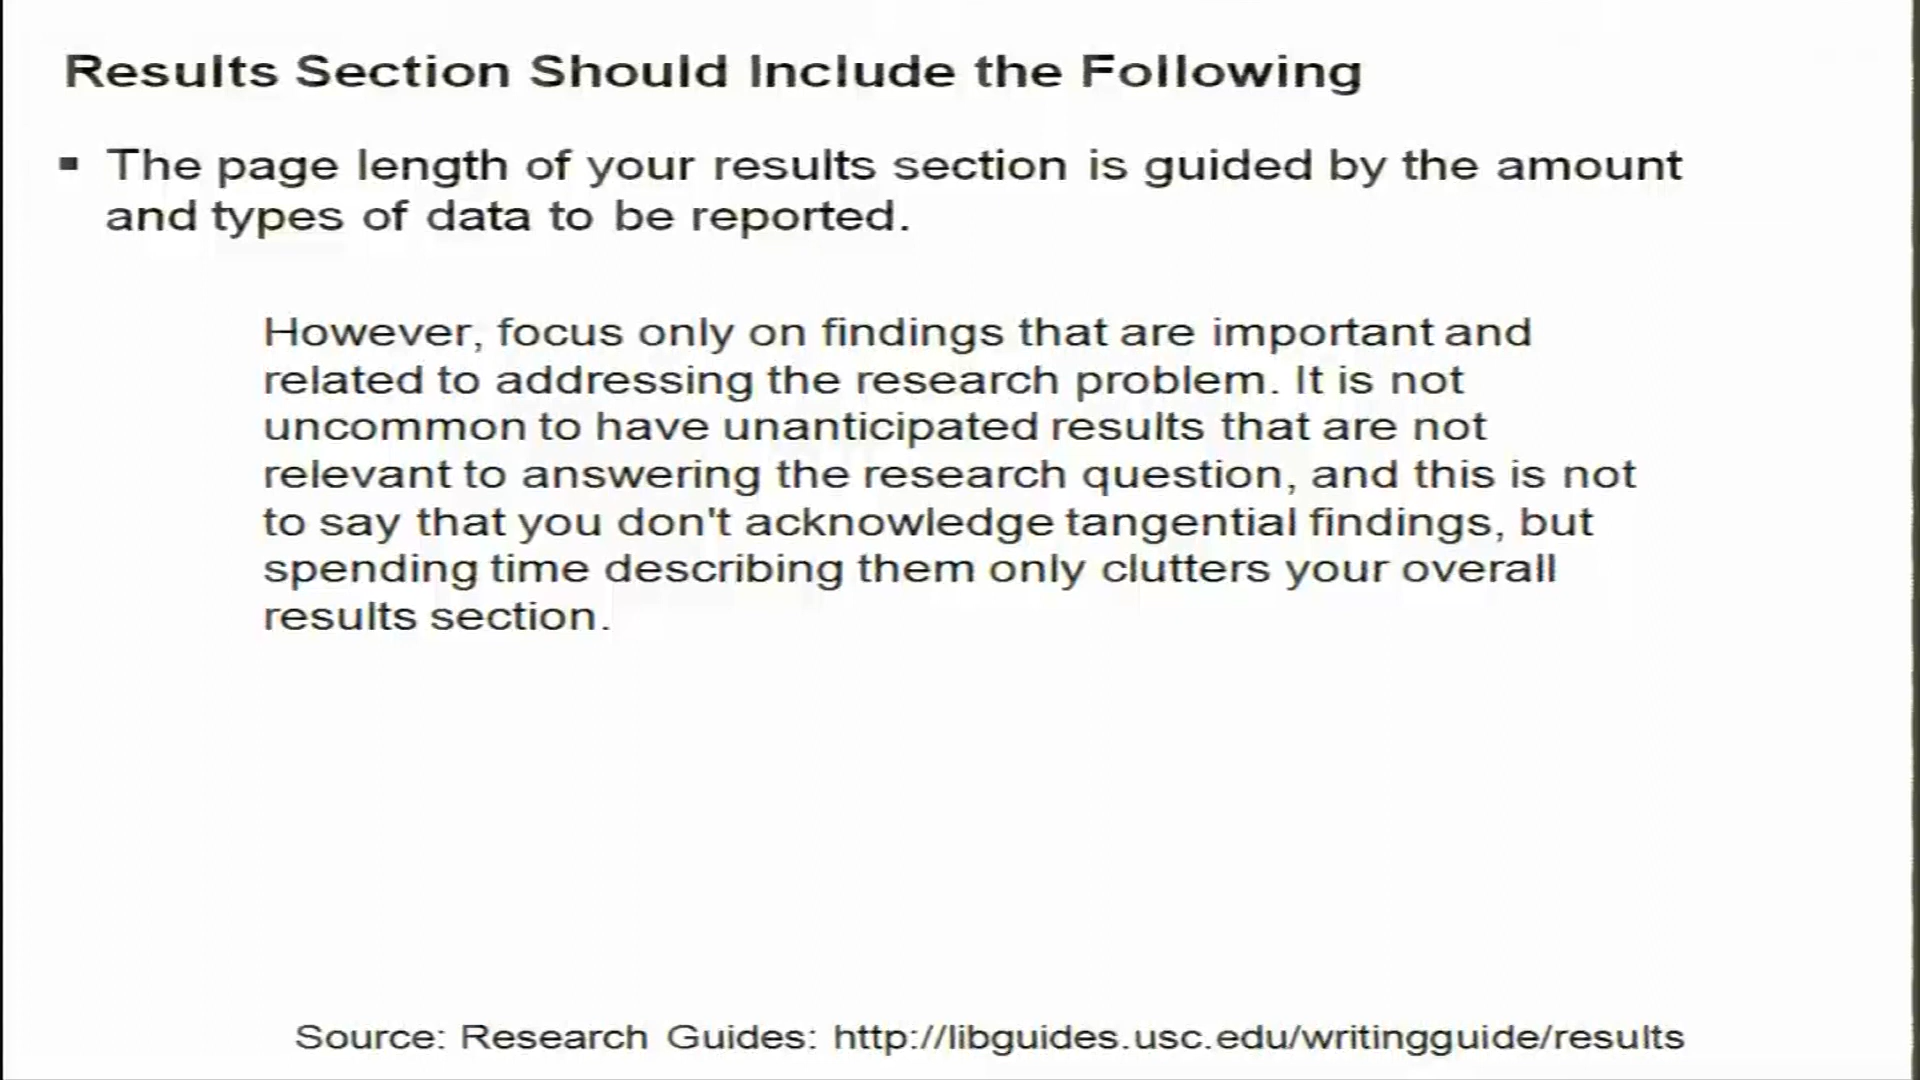 Results Section Should Include the Following
▪ The page length of your results section is guided by the amount
and types of data to be reported.
However, focus only on findings that are important and
related to addressing the research problem. It is not
uncommon to have unanticipated results that are not
relevant to answering the research question, and this is not
to say that you don't acknowledge tangential findings, but
spending time describing them only clutters your overall
results section.
Source: Research Guides: http://libguides.usc.edu/writingguide/results